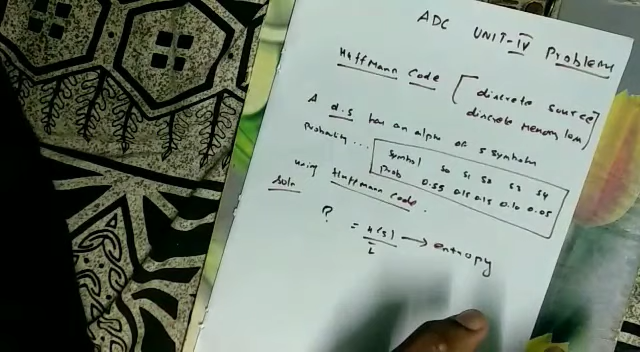 ADC UNIT-IV Problems
Huffmann Code [discrete source
discrete memory less]
A d.s has an alpha of 5 symbols
probability...
Symbol s0 s1 s2 s3 s4
Prob 0.55 0.15 0.15 0.10 0.05
using Huffmann Code.
Soln
? = H(s) → entropy
L